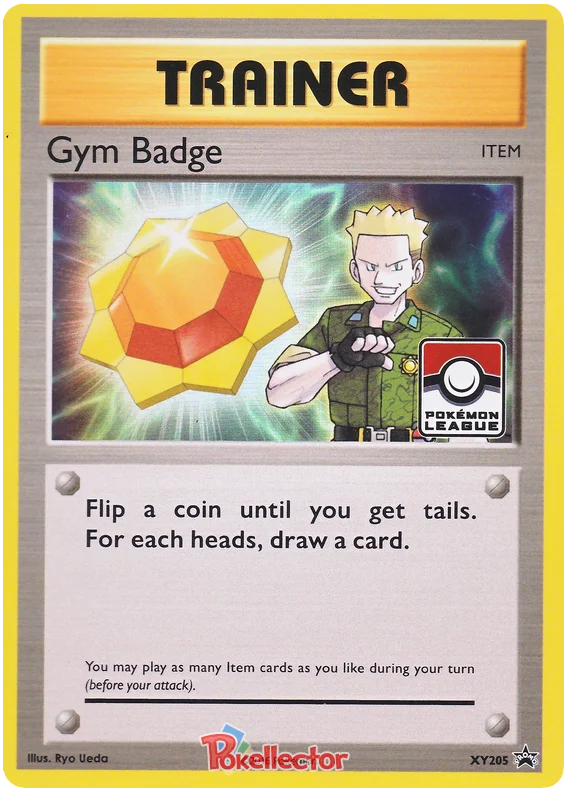 TRAINER
Gym Badge
ITEM
POKÉMON
LEAGUE
Flip a coin until you get tails.
For each heads, draw a card.
You may play as many Item cards as you like during your turn
(before your attack).
Illus. Ryo Ueda
Pokellector
XY205
PROMO